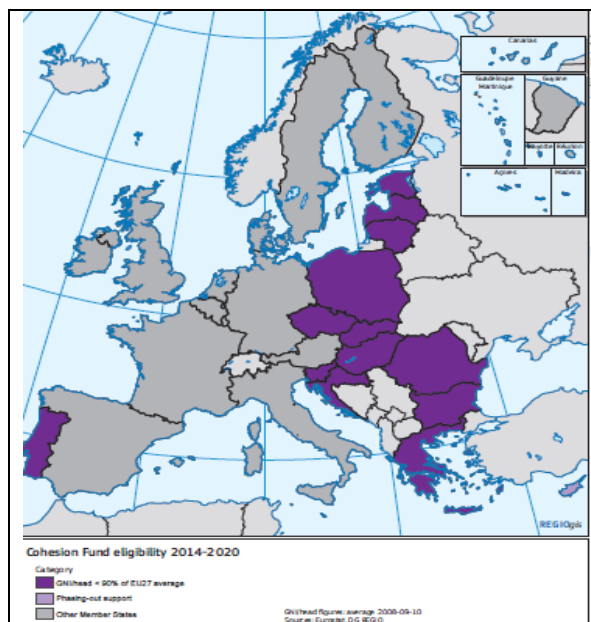 Canarias
Guadeloupe
Martinique
Guyane
Mayotte
Réunion
Açores
Madeira
REGIOgis
Cohesion Fund eligibility 2014-2020
Category
GNI/head < 90% of EU27 average
Phasing-out support
Other Member States
GNI/head figures: average 2008-09-10
Sources: Eurostat, DG REGIO